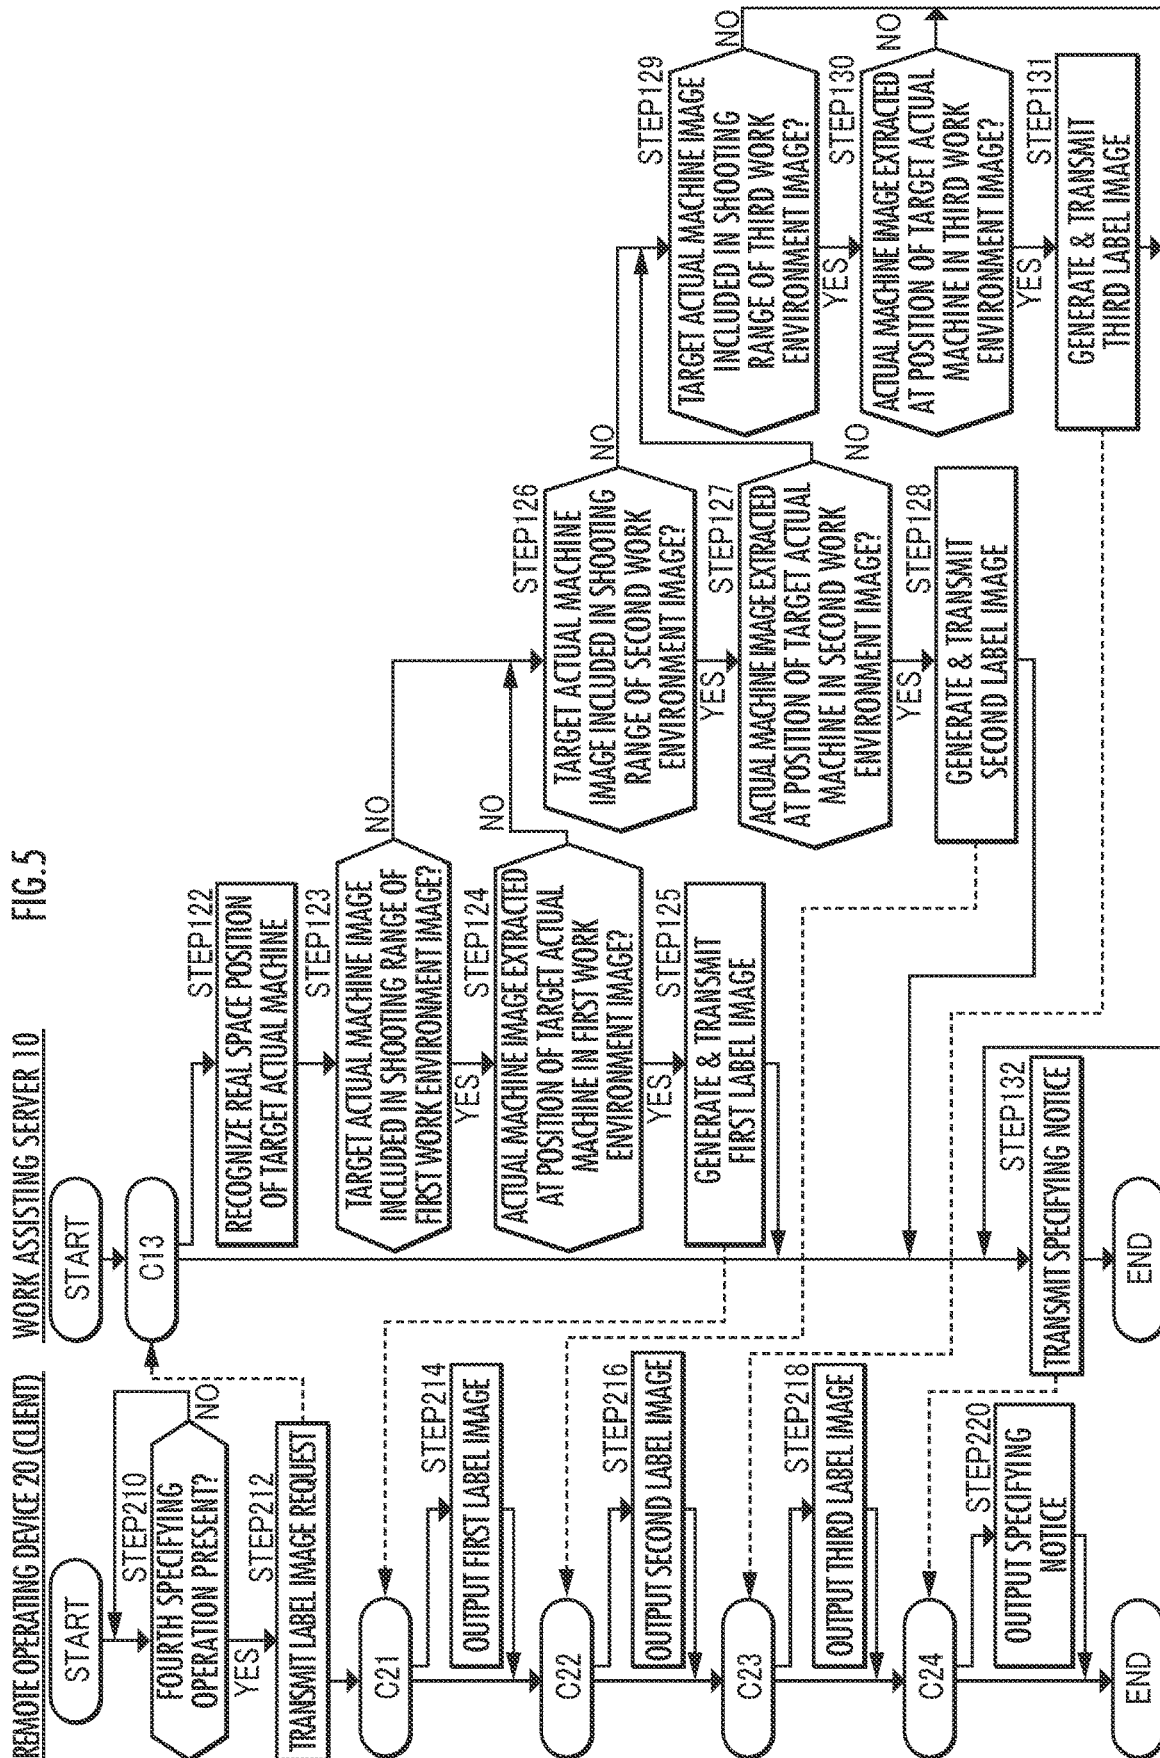 FIG.5
REMOTE OPERATING DEVICE 20 (CLIENT)
START
STEP210
FOURTH SPECIFYING
OPERATION PRESENT?
NO
YES
STEP212
TRANSMIT LABEL IMAGE REQUEST
C21
STEP214
OUTPUT FIRST LABEL IMAGE
C22
STEP216
OUTPUT SECOND LABEL IMAGE
C23
STEP218
OUTPUT THIRD LABEL IMAGE
C24
STEP220
OUTPUT SPECIFYING
NOTICE
END
WORK ASSISTING SERVER 10
START
C13
STEP122
RECOGNIZE REAL SPACE POSITION
OF TARGET ACTUAL MACHINE
STEP123
TARGET ACTUAL MACHINE IMAGE
INCLUDED IN SHOOTING RANGE OF
FIRST WORK ENVIRONMENT IMAGE?
NO
YES
STEP124
ACTUAL MACHINE IMAGE EXTRACTED
AT POSITION OF TARGET ACTUAL
MACHINE IN FIRST WORK
ENVIRONMENT IMAGE?
NO
YES
STEP125
GENERATE & TRANSMIT
FIRST LABEL IMAGE
STEP126
TARGET ACTUAL MACHINE
IMAGE INCLUDED IN SHOOTING
RANGE OF SECOND WORK
ENVIRONMENT IMAGE?
NO
YES
STEP127
ACTUAL MACHINE IMAGE EXTRACTED
AT POSITION OF TARGET ACTUAL
MACHINE IN SECOND WORK
ENVIRONMENT IMAGE?
NO
YES
STEP128
GENERATE & TRANSMIT
SECOND LABEL IMAGE
STEP129
TARGET ACTUAL MACHINE IMAGE
INCLUDED IN SHOOTING
RANGE OF THIRD WORK
ENVIRONMENT IMAGE?
NO
YES
STEP130
ACTUAL MACHINE IMAGE EXTRACTED
AT POSITION OF TARGET ACTUAL
MACHINE IN THIRD WORK
ENVIRONMENT IMAGE?
NO
YES
STEP131
GENERATE & TRANSMIT
THIRD LABEL IMAGE
STEP132
TRANSMIT SPECIFYING NOTICE
END